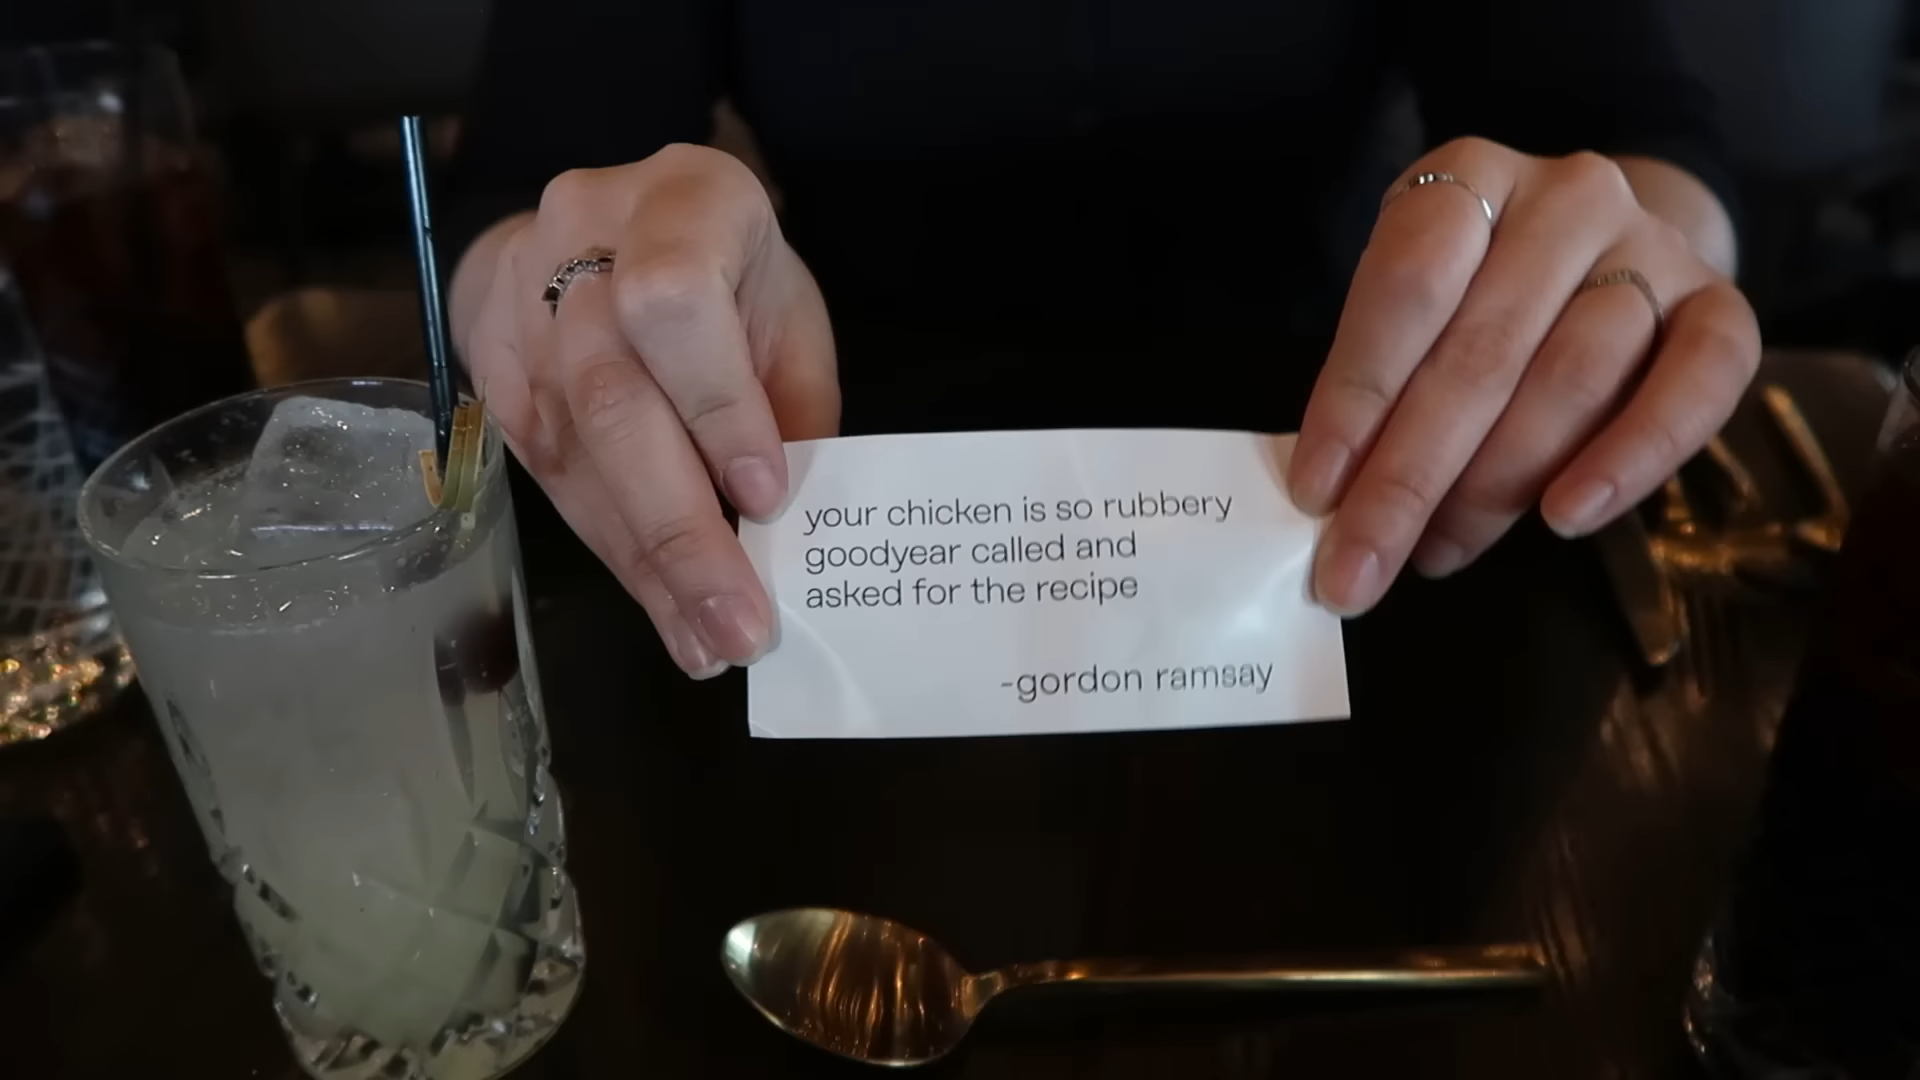 your chicken is so rubbery
goodyear called and
asked for the recipe
-gordon ramsay